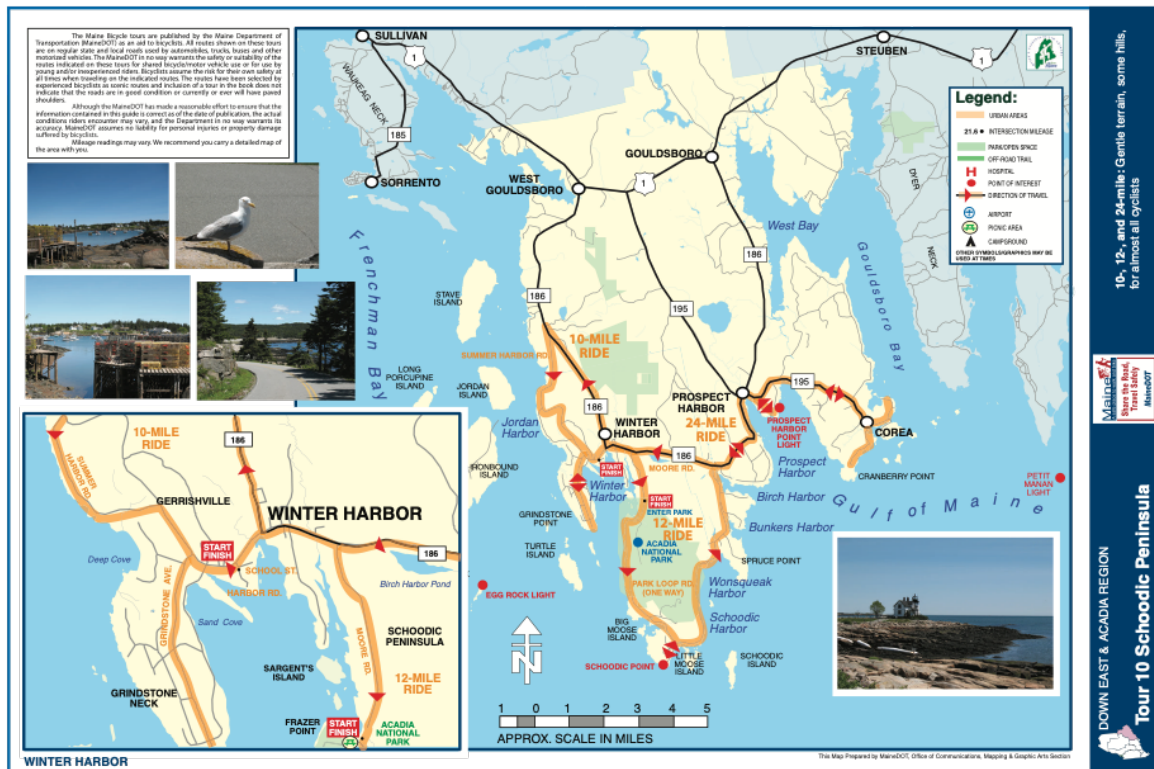 The Maine Bicycle tours are published by the Maine Department of
Transportation (MaineDOT) as an aid to bicyclists. All routes shown on these tours
are on regular state and local roads used by automobiles, trucks, buses and other
motorized vehicles. The MaineDOT in no way warrants the safety or suitability of the
routes indicated on these tours for shared bicycle/motor vehicle use or for use by
young and/or inexperienced riders. Bicyclists assume the risk for their own safety at
all times when traveling on the indicated routes. The routes have been selected by
experienced bicyclists as scenic routes and inclusion of a tour in the book does not
indicate that the roads are in good condition or currently or ever will have paved
shoulders.
Although the MaineDOT has made a reasonable effort to ensure that the
information contained in this guide is correct as of the date of publication, the actual
conditions riders encounter may vary, and the Department in no way warrants its
accuracy. MaineDOT assumes no liability for personal injuries or property damage
suffered by bicyclists.
Mileage readings may vary. We recommend you carry a detailed map of
the area with you.
SULLIVAN
1
WAUKEAG NECK
185
SORRENTO
STEUBEN
1
GOULDSBORO
WEST
GOULDSBORO
1
West Bay
DYER
NECK
Gouldsboro Bay
Frenchman Bay
186
195
186
STAVE
ISLAND
SUMMER HARBOR RD.
10-MILE
RIDE
LONG
PORCUPINE
ISLAND
JORDAN
ISLAND
Jordan
Harbor
186
WINTER
HARBOR
PROSPECT
HARBOR
24-MILE
RIDE
195
PROSPECT
HARBOR
POINT
LIGHT
COREA
CRANBERRY POINT
186
MOORE RD.
START
FINISH
Winter
Harbor
IRONBOUND
ISLAND
GRINDSTONE
POINT
TURTLE
ISLAND
START
FINISH
ENTER PARK
12-MILE
RIDE
ACADIA
NATIONAL
PARK
PARK LOOP RD.
(ONE WAY)
Prospect
Harbor
Birch Harbor
Bunkers Harbor
Gulf of Maine
PETIT
MANAN
LIGHT
SPRUCE POINT
Wonsqueak
Harbor
Schoodic
Harbor
EGG ROCK LIGHT
BIG
MOOSE
ISLAND
LITTLE
MOOSE
ISLAND
SCHOODIC POINT
SCHOODIC
ISLAND
N
1 0 1 2 3 4 5
APPROX. SCALE IN MILES
This Map Prepared by MaineDOT, Office of Communications, Mapping & Graphic Arts Section
Legend:
URBAN AREAS
21.6 INTERSECTION MILEAGE
PARK/OPEN SPACE
OFF-ROAD TRAIL
H HOSPITAL
POINT OF INTEREST
DIRECTION OF TRAVEL
AIRPORT
PICNIC AREA
CAMPGROUND
OTHER SYMBOLS/GRAPHICS MAY BE
USED AT TIMES
10-MILE
RIDE
186
SUMMER
HARBOR RD.
GERRISHVILLE
WINTER HARBOR
START
FINISH
SCHOOL ST.
HARBOR RD.
186
Deep Cove
Birch Harbor Pond
GRINDSTONE AVE.
Sand Cove
MOORE RD.
SCHOODIC
PENINSULA
SARGENT'S
ISLAND
12-MILE
RIDE
GRINDSTONE
NECK
FRAZER
POINT
START
FINISH
ACADIA
NATIONAL
PARK
WINTER HARBOR
10-, 12-, and 24-mile: Gentle terrain, some hills,
for almost all cyclists
Maine
Share the Road,
Travel Safely
MaineDOT
DOWN EAST & ACADIA REGION
Tour 10 Schoodic Peninsula